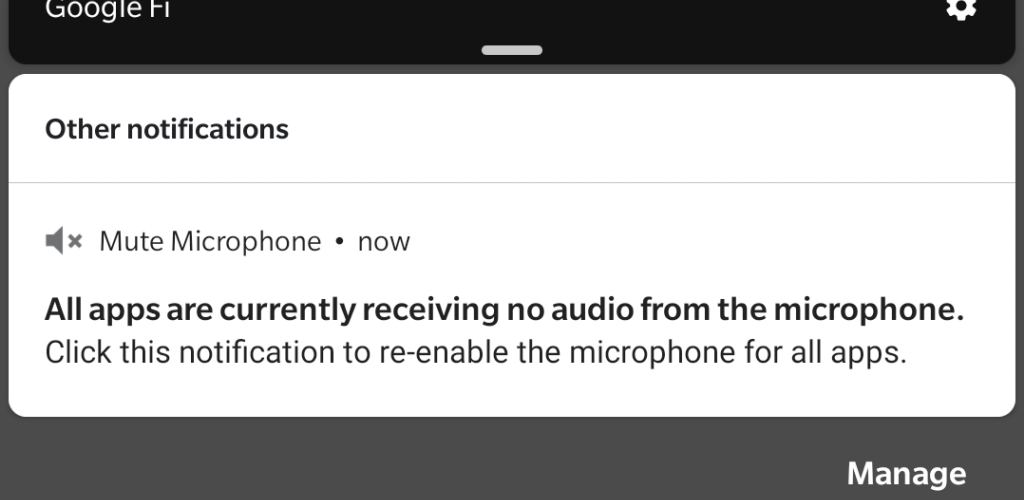 Google Fi
Other notifications
Mute Microphone • now
All apps are currently receiving no audio from the microphone.
Click this notification to re-enable the microphone for all apps.
Manage